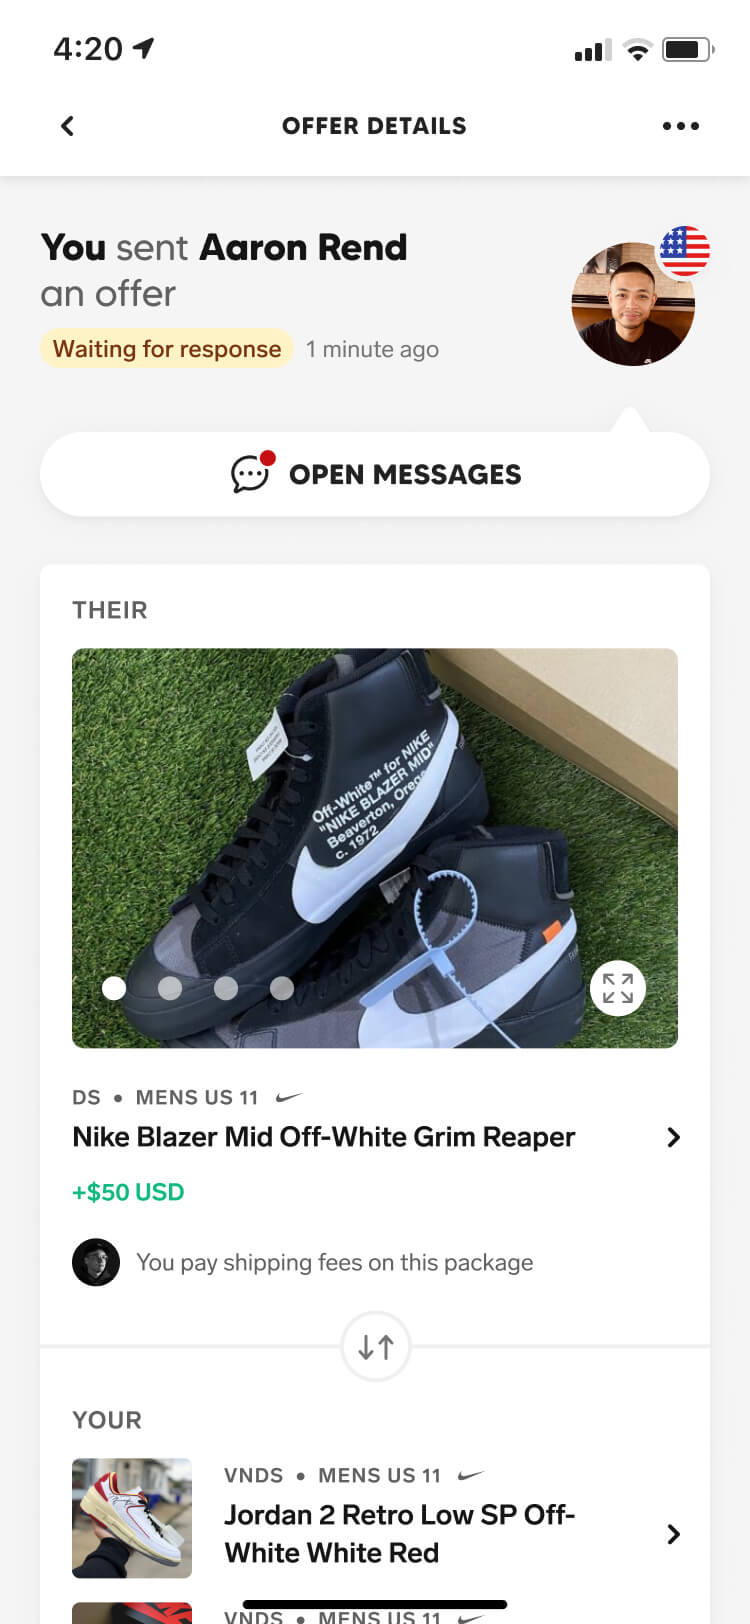 4:20
OFFER DETAILS
You sent Aaron Rend
an offer
Waiting for response 1 minute ago
OPEN MESSAGES
THEIR
Off-White™ for NIKE
"NIKE BLAZER MID"
Beaverton, Oregon
c. 1972
DS • MENS US 11
Nike Blazer Mid Off-White Grim Reaper
+$50 USD
You pay shipping fees on this package
YOUR
VNDS • MENS US 11
Jordan 2 Retro Low SP Off-
White White Red
VNDS • MENS US 11